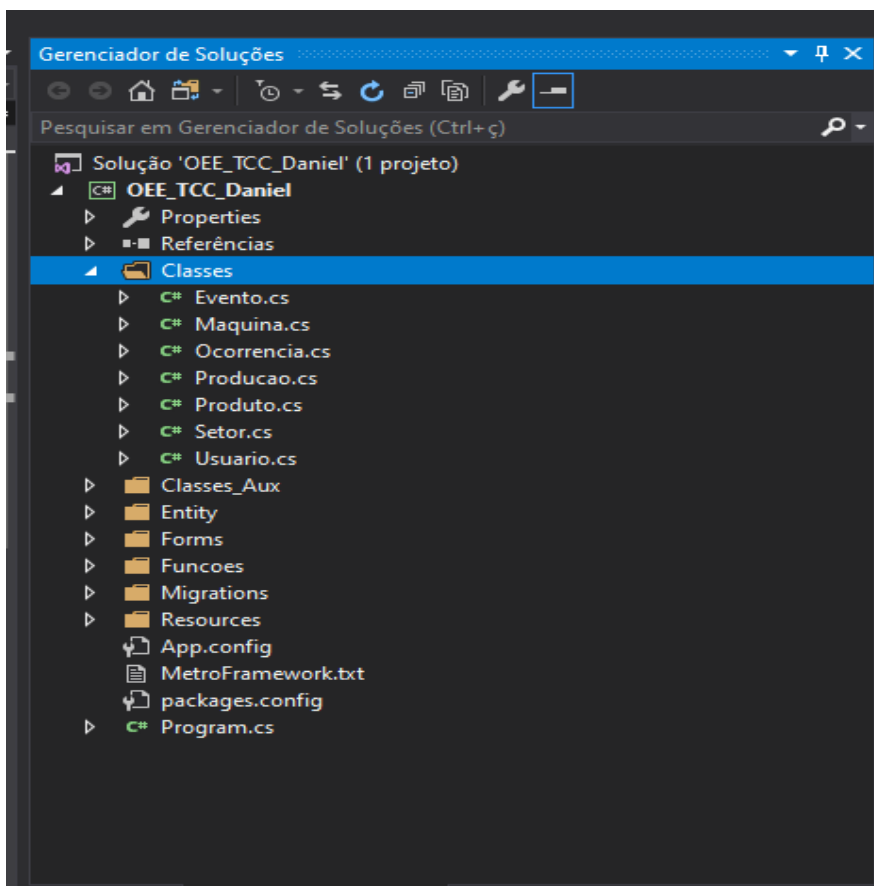 Gerenciador de Soluções
Pesquisar em Gerenciador de Soluções (Ctrl+ç)
Solução 'OEE_TCC_Daniel' (1 projeto)
C# OEE_TCC_Daniel
Properties
Referências
Classes
C# Evento.cs
C# Maquina.cs
C# Ocorrencia.cs
C# Producao.cs
C# Produto.cs
C# Setor.cs
C# Usuario.cs
Classes_Aux
Entity
Forms
Funcoes
Migrations
Resources
App.config
MetroFramework.txt
packages.config
C# Program.cs